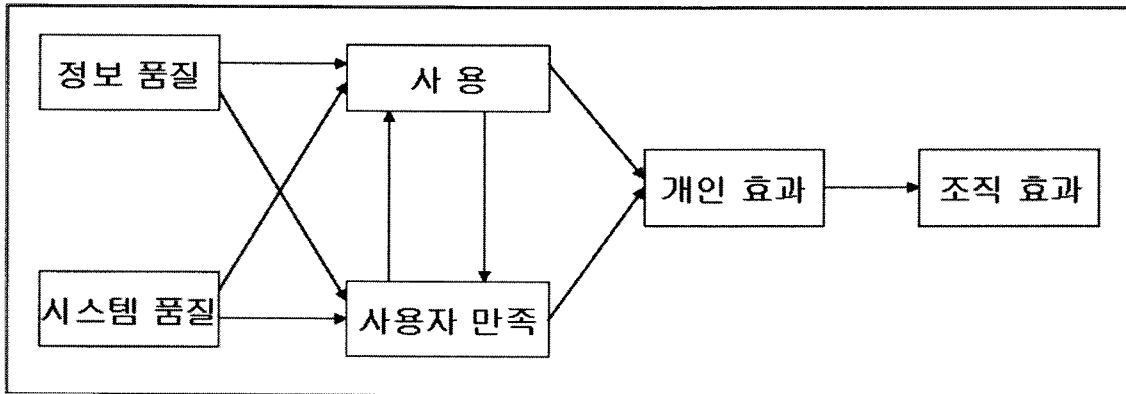 정보 품질
사 용
개인 효과
조직 효과
시스템 품질
사용자 만족